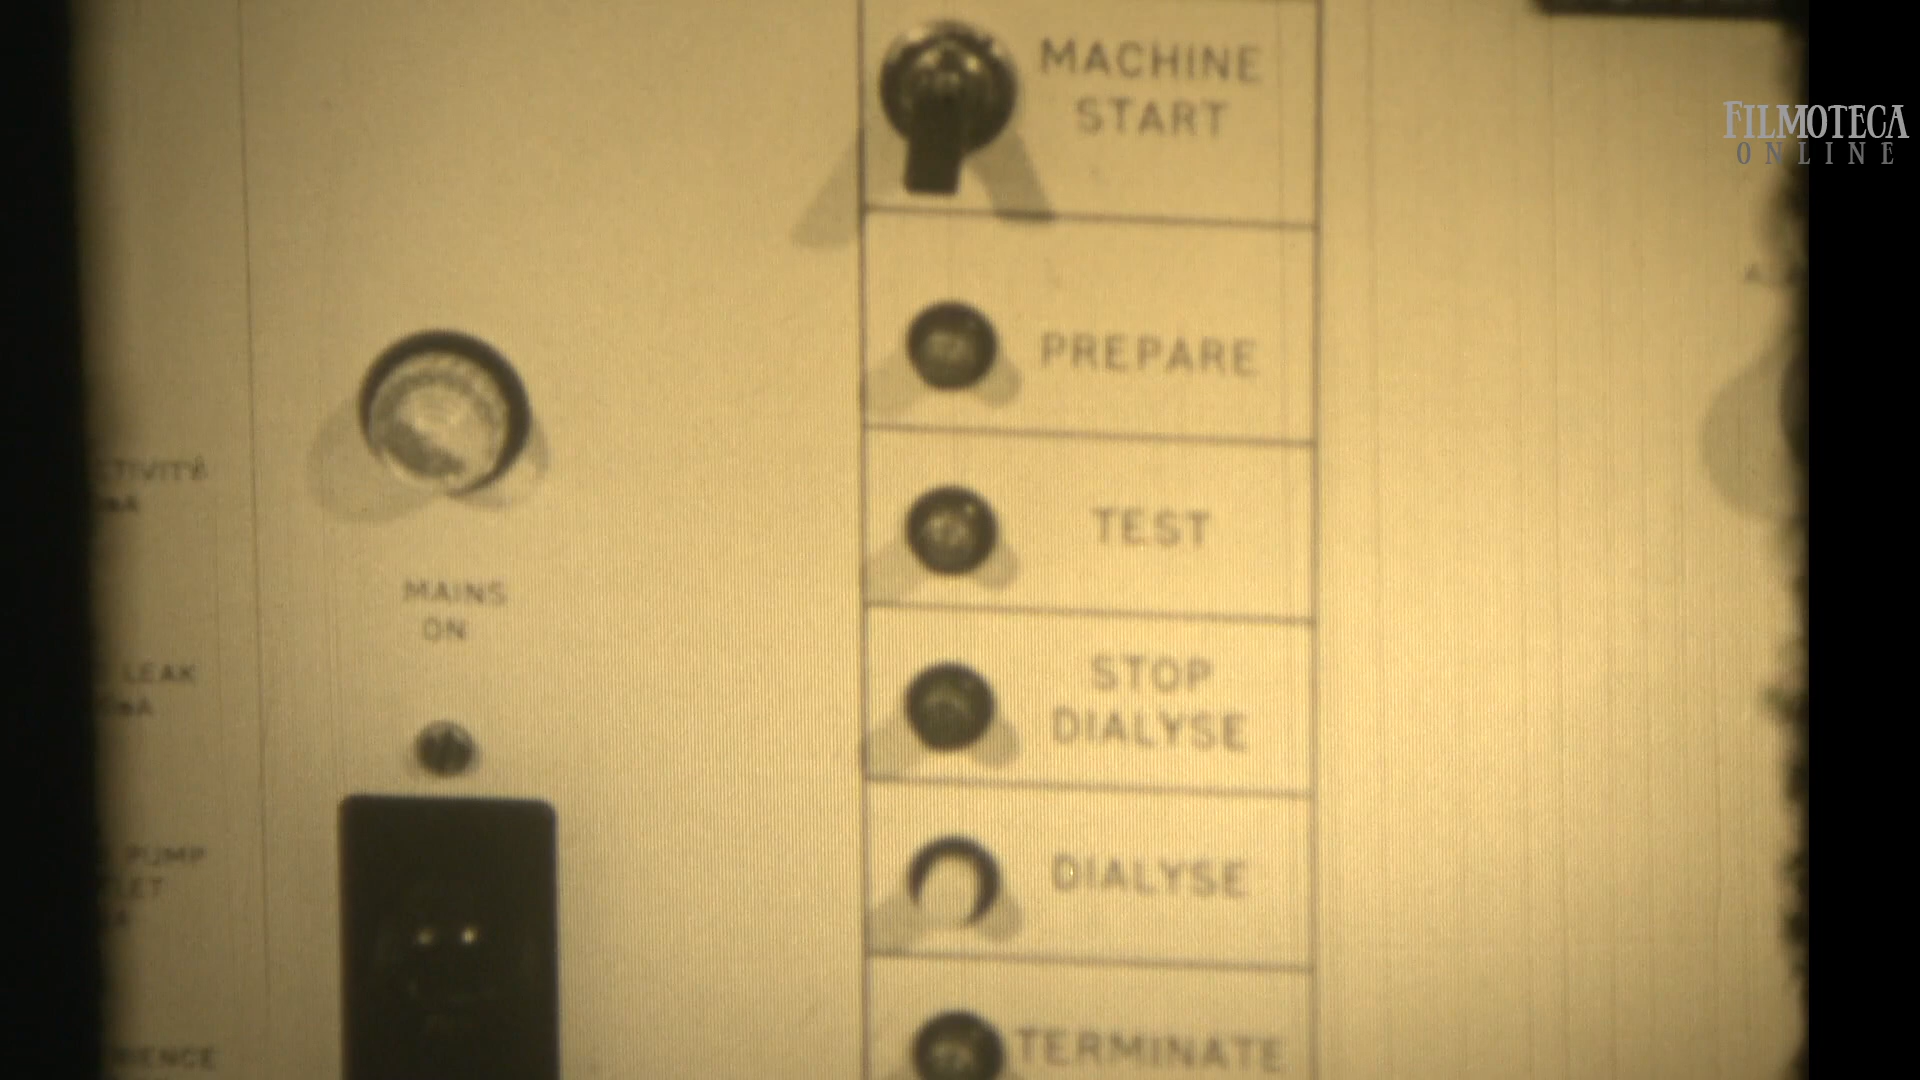 MACHINE
START
FILMOTECA
ONLINE
PREPARE
TEST
MAINS
ON
LEAK
STOP
DIALYSE
PUMP
DIALYSE
TERMINATE